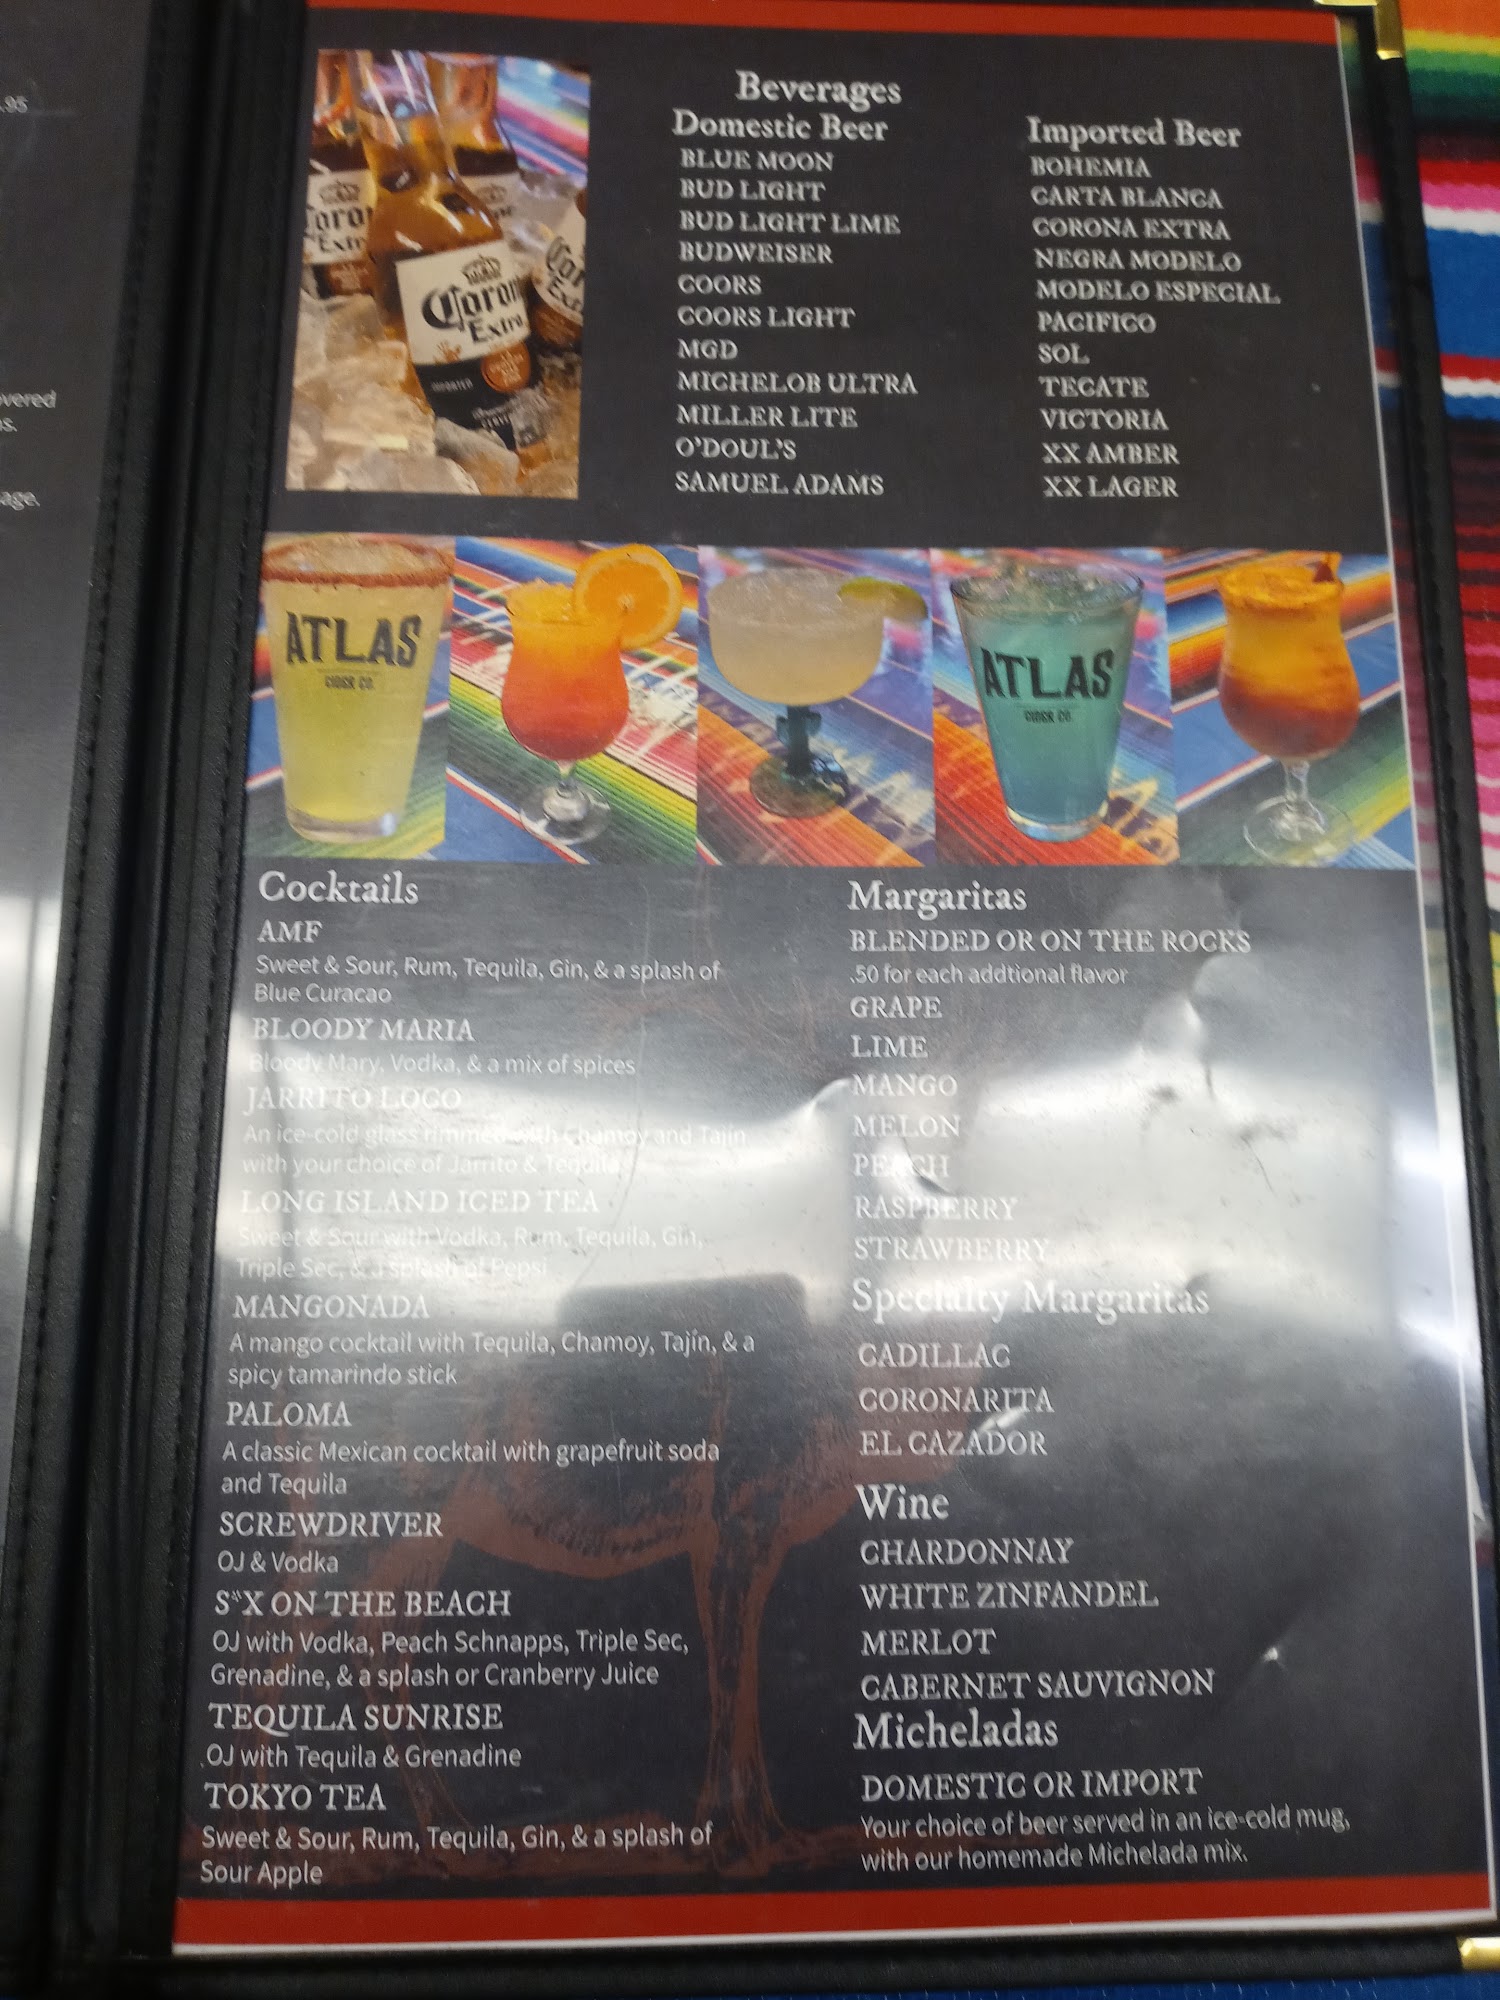 .95
overed
s.
age.
Beverages
Domestic Beer
BLUE MOON
BUD LIGHT
BUD LIGHT LIME
BUDWEISER
COORS
COORS LIGHT
MGD
MICHELOB ULTRA
MILLER LITE
O'DOUL'S
SAMUEL ADAMS
Imported Beer
BOHEMIA
CARTA BLANCA
CORONA EXTRA
NEGRA MODELO
MODELO ESPECIAL
PACIFICO
SOL
TECATE
VICTORIA
XX AMBER
XX LAGER
Corona
Extra
ATLAS
CIDER CO.
ATLAS
CIDER CO.
Cocktails
AMF
Sweet & Sour, Rum, Tequila, Gin, & a splash of
Blue Curacao
BLOODY MARIA
Bloody Mary, Vodka, & a mix of spices
JARRITO LOCO
An ice-cold glass rimmed with Chamoy and Tajín
with your choice of Jarrito & Tequila
LONG ISLAND ICED TEA
Sweet & Sour with Vodka, Rum, Tequila, Gin,
Triple Sec, & a splash of Pepsi
MANGONADA
A mango cocktail with Tequila, Chamoy, Tajín, & a
spicy tamarindo stick
PALOMA
A classic Mexican cocktail with grapefruit soda
and Tequila
SCREWDRIVER
OJ & Vodka
S*X ON THE BEACH
OJ with Vodka, Peach Schnapps, Triple Sec,
Grenadine, & a splash or Cranberry Juice
TEQUILA SUNRISE
OJ with Tequila & Grenadine
TOKYO TEA
Sweet & Sour, Rum, Tequila, Gin, & a splash of
Sour Apple
Margaritas
BLENDED OR ON THE ROCKS
.50 for each addtional flavor
GRAPE
LIME
MANGO
MELON
PEACH
RASPBERRY
STRAWBERRY
Specialty Margaritas
CADILLAC
CORONARITA
EL CAZADOR
Wine
CHARDONNAY
WHITE ZINFANDEL
MERLOT
CABERNET SAUVIGNON
Micheladas
DOMESTIC OR IMPORT
Your choice of beer served in an ice-cold mug,
with our homemade Michelada mix.